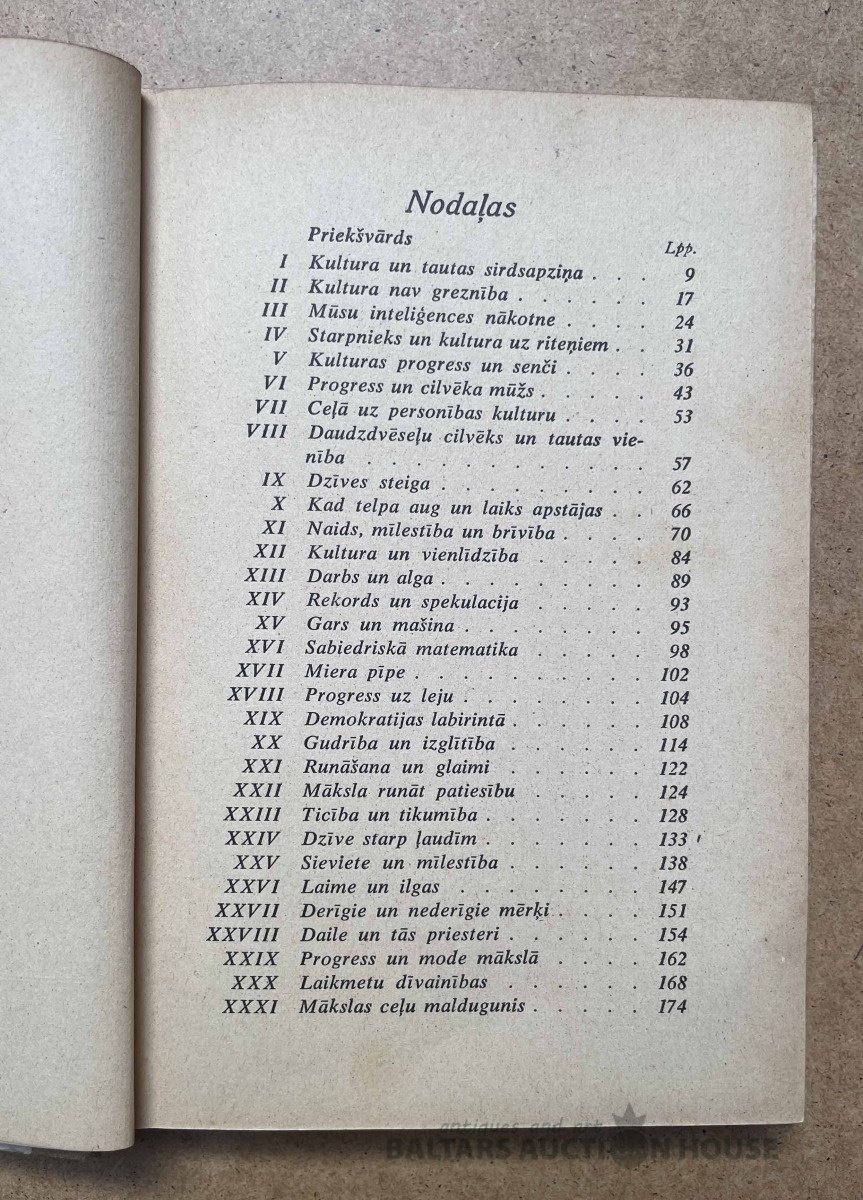 Nodaļas
Priekšvārds Lpp.
I Kultura un tautas sirdsapziņa . . . 9
II Kultura nav greznība . . . . . . 17
III Mūsu inteliģences nākotne . . . . 24
IV Starpnieks un kultura uz riteņiem . . 31
V Kulturas progress un senči . . . . 36
VI Progress un cilvēka mūžs . . . . . 43
VII Ceļā uz personības kulturu . . . . 53
VIII Daudzdvēseļu cilvēks un tautas vie-
nība . . . . . . . . . . . . 57
IX Dzīves steiga . . . . . . . . . 62
X Kad telpa aug un laiks apstājas . . 66
XI Naids, mīlestība un brīvība . . . . 70
XII Kultura un vienlīdzība . . . . . 84
XIII Darbs un alga . . . . . . . . . 89
XIV Rekords un spekulacija . . . . . 93
XV Gars un mašina . . . . . . . . 95
XVI Sabiedriskā matematika . . . . . 98
XVII Miera pīpe . . . . . . . . . . 102
XVIII Progress uz leju . . . . . . . . 104
XIX Demokratijas labirintā . . . . . . 108
XX Gudrība un izglītība . . . . . . 114
XXI Runāšana un glaimi . . . . . . 122
XXII Māksla runāt patiesību . . . . . 124
XXIII Ticība un tikumība . . . . . . . 128
XXIV Dzīve starp ļaudīm . . . . . . . 133
XXV Sieviete un mīlestība . . . . . . 138
XXVI Laime un ilgas . . . . . . . . 147
XXVII Derīgie un nederīgie mērķi . . . . 151
XXVIII Daile un tās priesteri . . . . . . 154
XXIX Progress un mode mākslā . . . . 162
XXX Laikmetu dīvainības . . . . . . 168
XXXI Mākslas ceļu maldugunis . . . . . 174
antiques and art
BALTARS AUCTION HOUSE